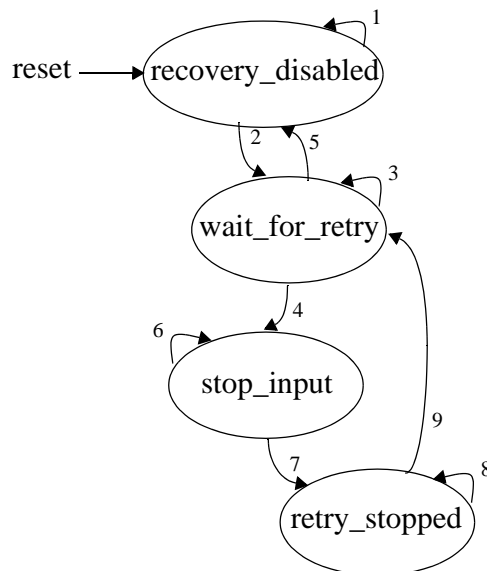 1
reset
recovery_disabled
2
5
3
wait_for_retry
4
6
stop_input
9
7
8
retry_stopped